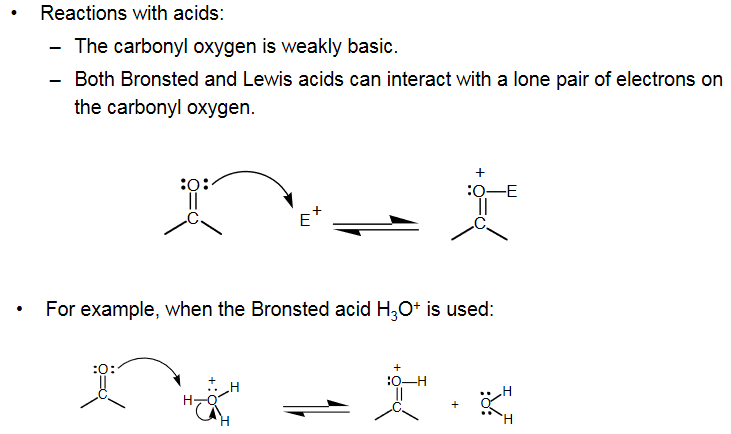 • Reactions with acids:
– The carbonyl oxygen is weakly basic.
– Both Bronsted and Lewis acids can interact with a lone pair of electrons on
the carbonyl oxygen.
:O: +
:O—E
C E+ C
• For example, when the Bronsted acid H₃O⁺ is used:
:O: + +
:O—H
C H–O H C + O H
H H